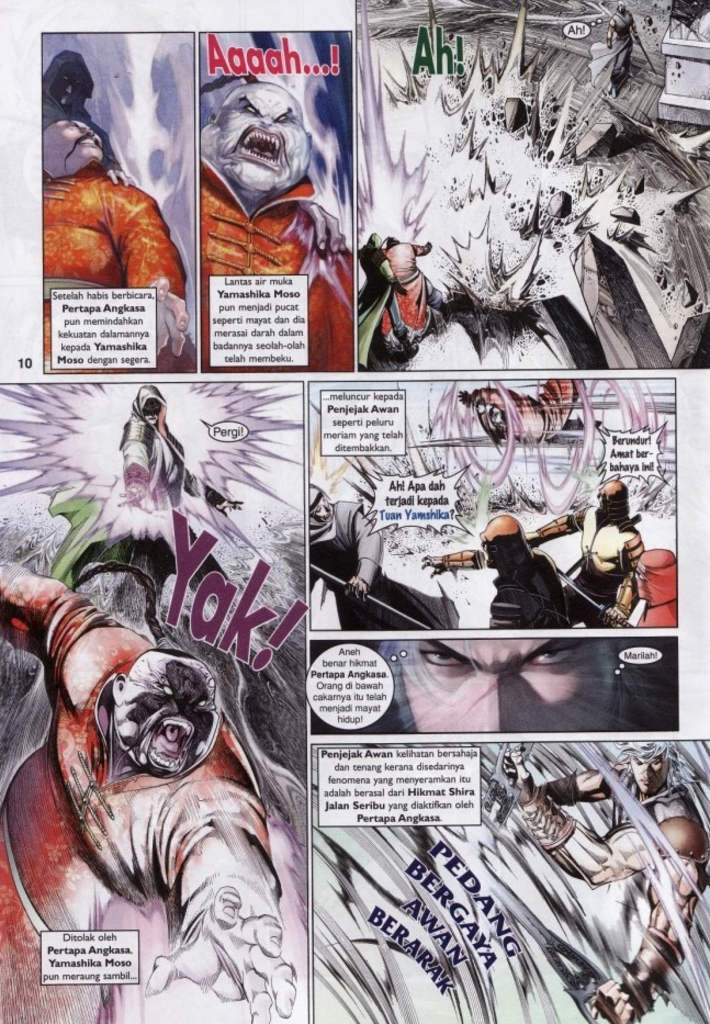 Setelah habis berbicara,
Pertapa Angkasa
pun memindahkan
kekuatan dalamannya
kepada Yamashika
Moso dengan segera.
Aaaah...!
Lantas air muka
Yamashika Moso
pun menjadi pucat
seperti mayat dan dia
merasai darah dalam
badannya seolah-olah
telah membeku.
Ah!
Ah!
10
Pergi!
Yak!
Ditolak oleh
Pertapa Angkasa,
Yamashika Moso
pun meraung sambil...
...meluncur kepada
Penjejak Awan
seperti peluru
meriam yang telah
ditembakkan.
Ah! Apa dah
terjadi kepada
Tuan Yamshika?
Berundur!
Amat ber-
bahaya ini!
Aneh
benar hikmat
Pertapa Angkasa.
Orang di bawah
cakarnya itu telah
menjadi mayat
hidup!
Marilah!
Penjejak Awan kelihatan bersahaja
dan tenang kerana disedarinya
fenomena yang menyeramkan itu
adalah berasal dari Hikmat Shira
Jalan Seribu yang diaktifkan oleh
Pertapa Angkasa.
PEDANG
BERGAYA
AWAN
BERARAK